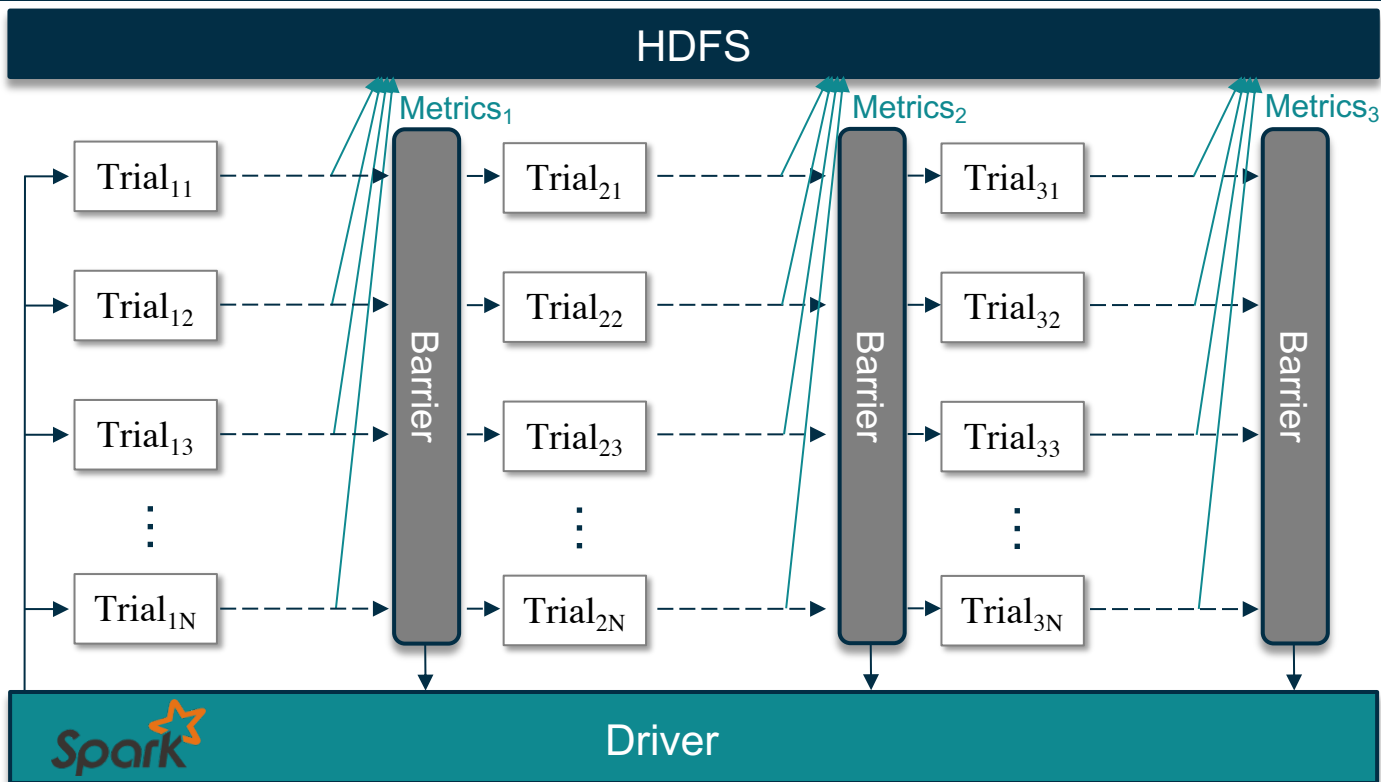 HDFS
Metrics₁
Metrics₂
Metrics₃
Trial₁₁
Trial₂₁
Trial₃₁
Trial₁₂
Trial₂₂
Trial₃₂
Barrier
Barrier
Barrier
Trial₁₃
Trial₂₃
Trial₃₃
Trial₁N
Trial₂N
Trial₃N
Spark
Driver